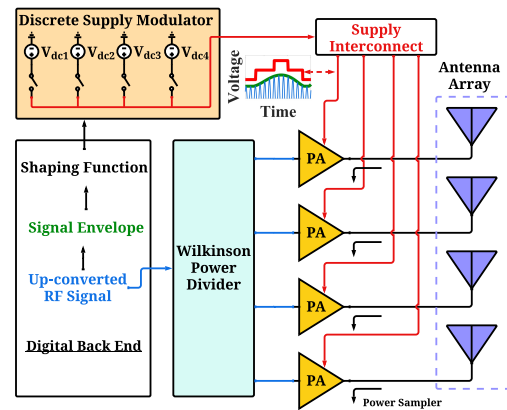 Discrete Supply Modulator
Vdc1 Vdc2 Vdc3 Vdc4
Supply
Interconnect
Voltage
Time
Antenna
Array
Shaping Function
Signal Envelope
Up-converted
RF Signal
Digital Back End
Wilkinson
Power
Divider
PA
PA
PA
PA
Power Sampler